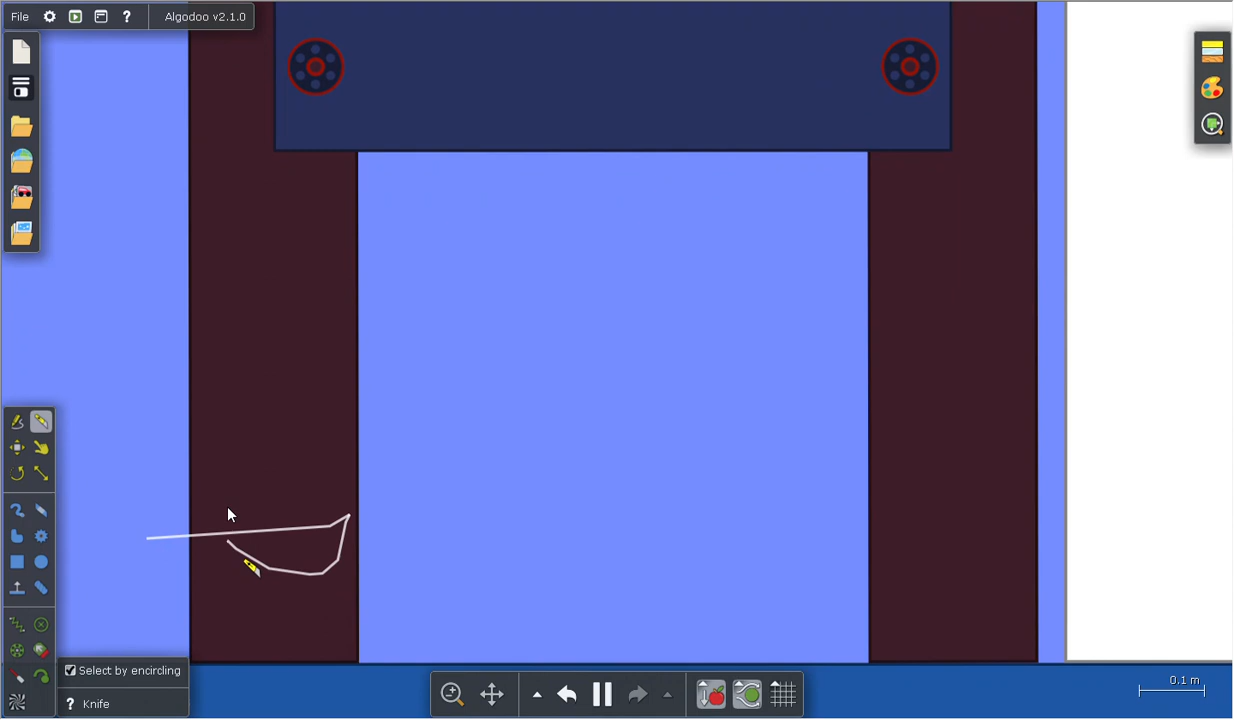 File ? Algodoo v2.1.0
Select by encircling
? Knife
0.1 m